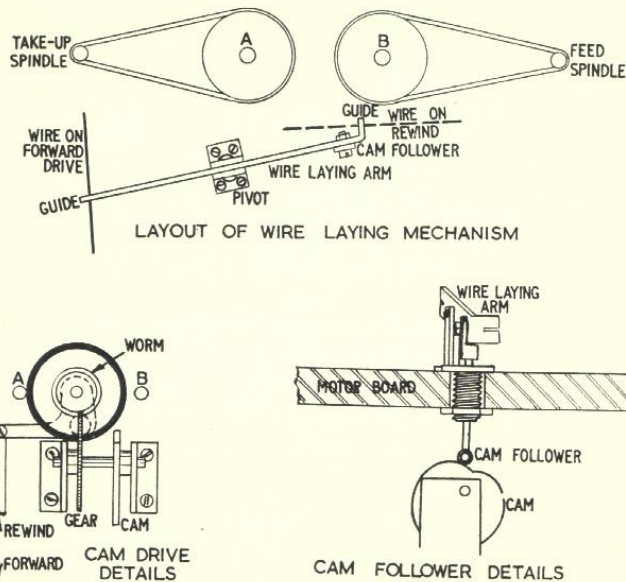 TAKE-UP
SPINDLE
A
B
FEED
SPINDLE
GUIDE
WIRE ON
REWIND
CAM FOLLOWER
WIRE LAYING ARM
PIVOT
WIRE ON
FORWARD
DRIVE
GUIDE
LAYOUT OF WIRE LAYING MECHANISM
WORM
A
B
REWIND
FORWARD
GEAR
CAM
CAM DRIVE
DETAILS
WIRE LAYING
ARM
MOTOR BOARD
CAM FOLLOWER
CAM
CAM FOLLOWER DETAILS